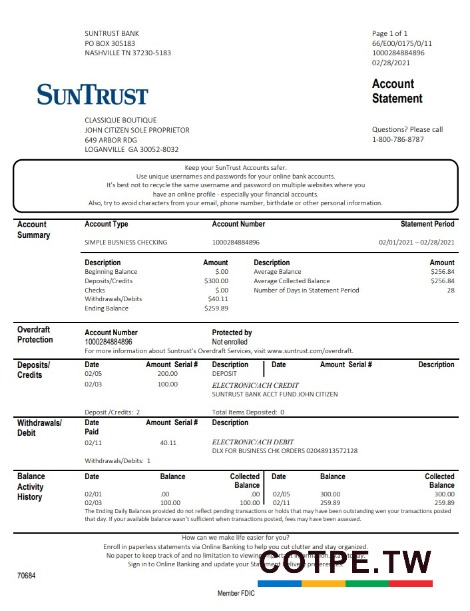 SUNTRUST BANK
PO BOX 305183
NASHVILLE TN 37230-5183
Page 1 of 1
66/E00/0175/0/11
1000284884896
02/28/2021
SUNTRUST
Account
Statement
CLASSIQUE BOUTIQUE
JOHN CITIZEN SOLE PROPRIETOR
649 ARBOR RDG
LOGANVILLE GA 30052-8032
Questions? Please call
1-800-786-8787
Keep your SunTrust Accounts safer.
Use unique usernames and passwords for your online bank accounts.
It's best not to recycle the same username and password on multiple websites where you
have an online profile - especially your financial accounts.
Also, try to avoid characters from your email, phone number, birthdate or other personal information.
Account
Summary
Account Type Account Number Statement Period
SIMPLE BUSNIESS CHECKING 1000284884896 02/01/2021 – 02/28/2021
Description Amount Description Amount
Beginning Balance $.00 Average Balance $256.84
Deposits/Credits $300.00 Average Collected Balance $256.84
Checks $.00 Number of Days in Statement Period 28
Withdrawals/Debits $40.11
Ending Balance $259.89
Overdraft
Protection
Account Number Protected by
1000284884896 Not enrolled
For more information about Suntrust's Overdraft Services, visit www.suntrust.com/overdraft.
Deposits/
Credits
Date Amount Serial # Description Date Amount Serial # Description
02/05 200.00 DEPOSIT
02/03 100.00 ELECTRONIC/ACH CREDIT
SUNTRUST BANK ACCT FUND JOHN CITIZEN
Deposit /Credits: 2 Total Items Deposited: 0
Withdrawals/
Debit
Date
Paid
Amount Serial # Description
02/11 40.11 ELECTRONIC/ACH DEBIT
DLX FOR BUSINESS CHK ORDERS 02048913572128
Withdrawals/Debits: 1
Balance
Activity
History
Date Balance Collected Balance Date Balance Collected Balance
02/01 .00 .00 02/05 300.00 300.00
02/03 100.00 100.00 02/11 259.89 259.89
The Ending Daily Balances provided do not reflect pending transactions or holds that may have been outstanding wen your transactions posted
that day. If your available balance wasn't sufficient when transactions posted, fees may have been assessed.
How can we make life easier for you?
Enroll in paperless statements via Online Banking to help you cut clutter and stay organized.
No paper to keep track of and no limitation to viewing
Sign in to Online Banking and update your
COTPE.TW
70684
Member FDIC